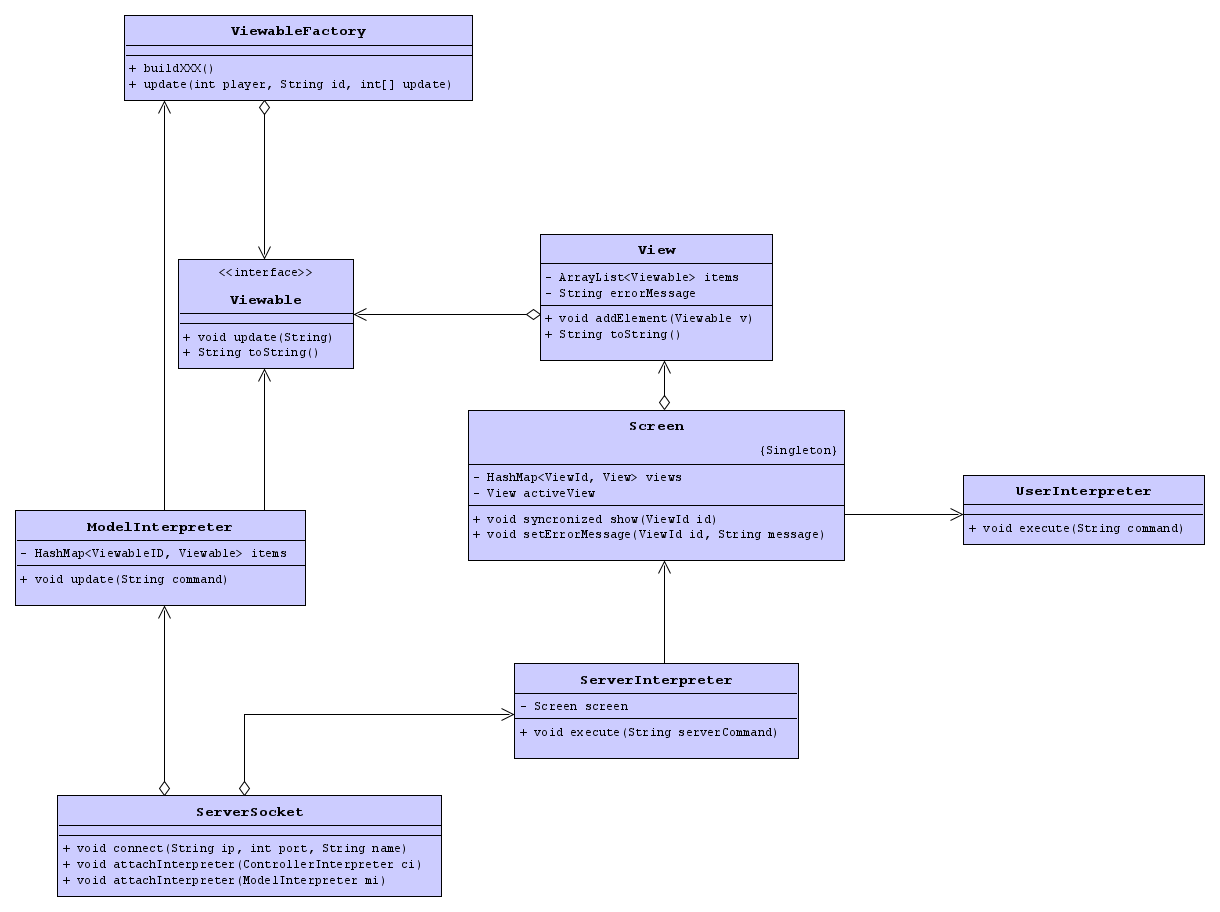 ViewableFactory
+ buildXXX()
+ update(int player, String id, int[] update)
<<interface>>
Viewable
+ void update(String)
+ String toString()
View
- ArrayList<Viewable> items
- String errorMessage
+ void addElement(Viewable v)
+ String toString()
Screen
{Singleton}
- HashMap<ViewId, View> views
- View activeView
+ void syncronized show(ViewId id)
+ void setErrorMessage(ViewId id, String message)
UserInterpreter
+ void execute(String command)
ModelInterpreter
- HashMap<ViewableID, Viewable> items
+ void update(String command)
ServerInterpreter
- Screen screen
+ void execute(String serverCommand)
ServerSocket
+ void connect(String ip, int port, String name)
+ void attachInterpreter(ControllerInterpreter ci)
+ void attachInterpreter(ModelInterpreter mi)